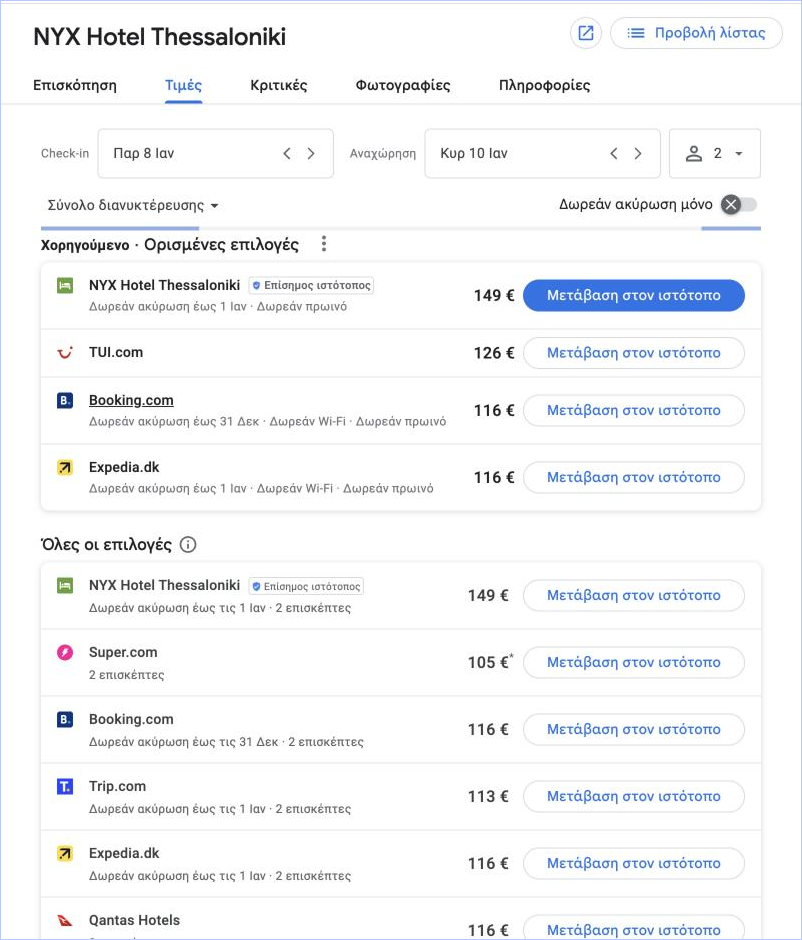 NYX Hotel Thessaloniki
Προβολή λίστας
Επισκόπηση Τιμές Κριτικές Φωτογραφίες Πληροφορίες
Check-in Παρ 8 Ιαν Αναχώρηση Κυρ 10 Ιαν 2
Σύνολο διανυκτέρευσης Δωρεάν ακύρωση μόνο
Χορηγούμενο · Ορισμένες επιλογές
NYX Hotel Thessaloniki Επίσημος ιστότοπος
Δωρεάν ακύρωση έως 1 Ιαν · Δωρεάν πρωινό
149 € Μετάβαση στον ιστότοπο
TUI.com
126 € Μετάβαση στον ιστότοπο
B. Booking.com
Δωρεάν ακύρωση έως 31 Δεκ · Δωρεάν Wi-Fi · Δωρεάν πρωινό
116 € Μετάβαση στον ιστότοπο
Expedia.dk
Δωρεάν ακύρωση έως 1 Ιαν · Δωρεάν Wi-Fi · Δωρεάν πρωινό
116 € Μετάβαση στον ιστότοπο
Όλες οι επιλογές
NYX Hotel Thessaloniki Επίσημος ιστότοπος
Δωρεάν ακύρωση έως τις 1 Ιαν · 2 επισκέπτες
149 € Μετάβαση στον ιστότοπο
Super.com
2 επισκέπτες
105 €* Μετάβαση στον ιστότοπο
B. Booking.com
Δωρεάν ακύρωση έως τις 31 Δεκ · 2 επισκέπτες
116 € Μετάβαση στον ιστότοπο
T. Trip.com
Δωρεάν ακύρωση έως τις 1 Ιαν · 2 επισκέπτες
113 € Μετάβαση στον ιστότοπο
Expedia.dk
Δωρεάν ακύρωση έως τις 1 Ιαν · 2 επισκέπτες
116 € Μετάβαση στον ιστότοπο
Qantas Hotels
116 € Μετάβαση στον ιστότοπο